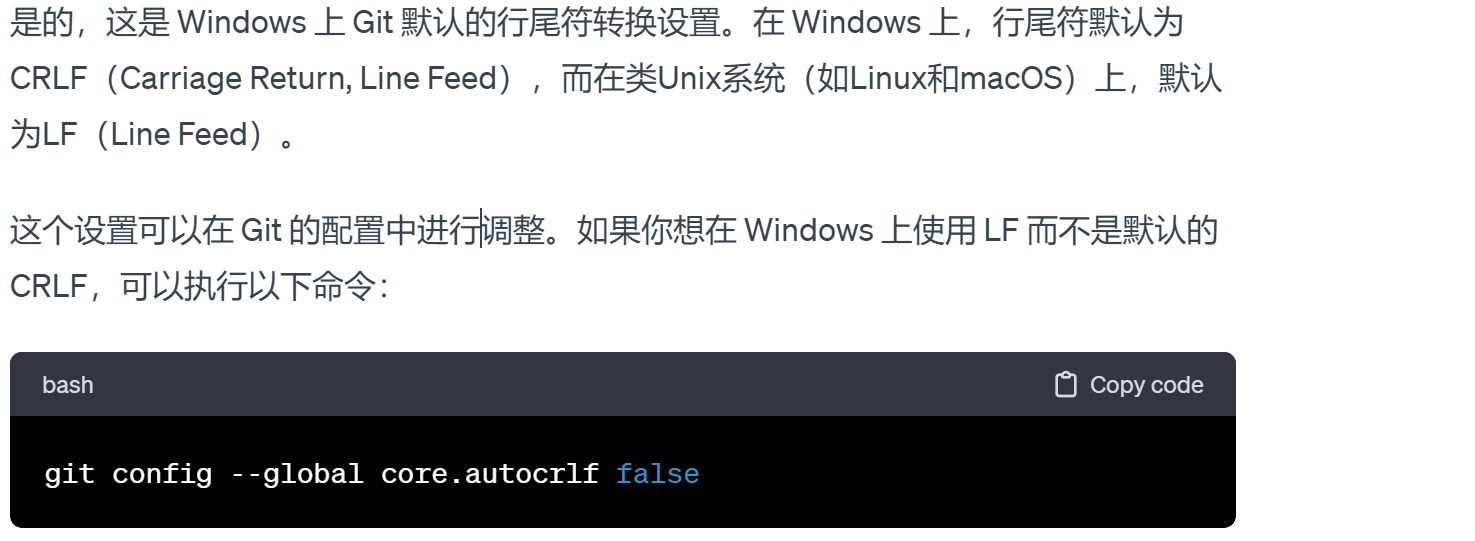 是的，这是 Windows 上 Git 默认的行尾符转换设置。在 Windows 上，行尾符默认为
CRLF（Carriage Return, Line Feed），而在类Unix系统（如Linux和macOS）上，默认
为LF（Line Feed）。
这个设置可以在 Git 的配置中进行调整。如果你想在 Windows 上使用 LF 而不是默认的
CRLF，可以执行以下命令：
bash
Copy code
git config --global core.autocrlf false